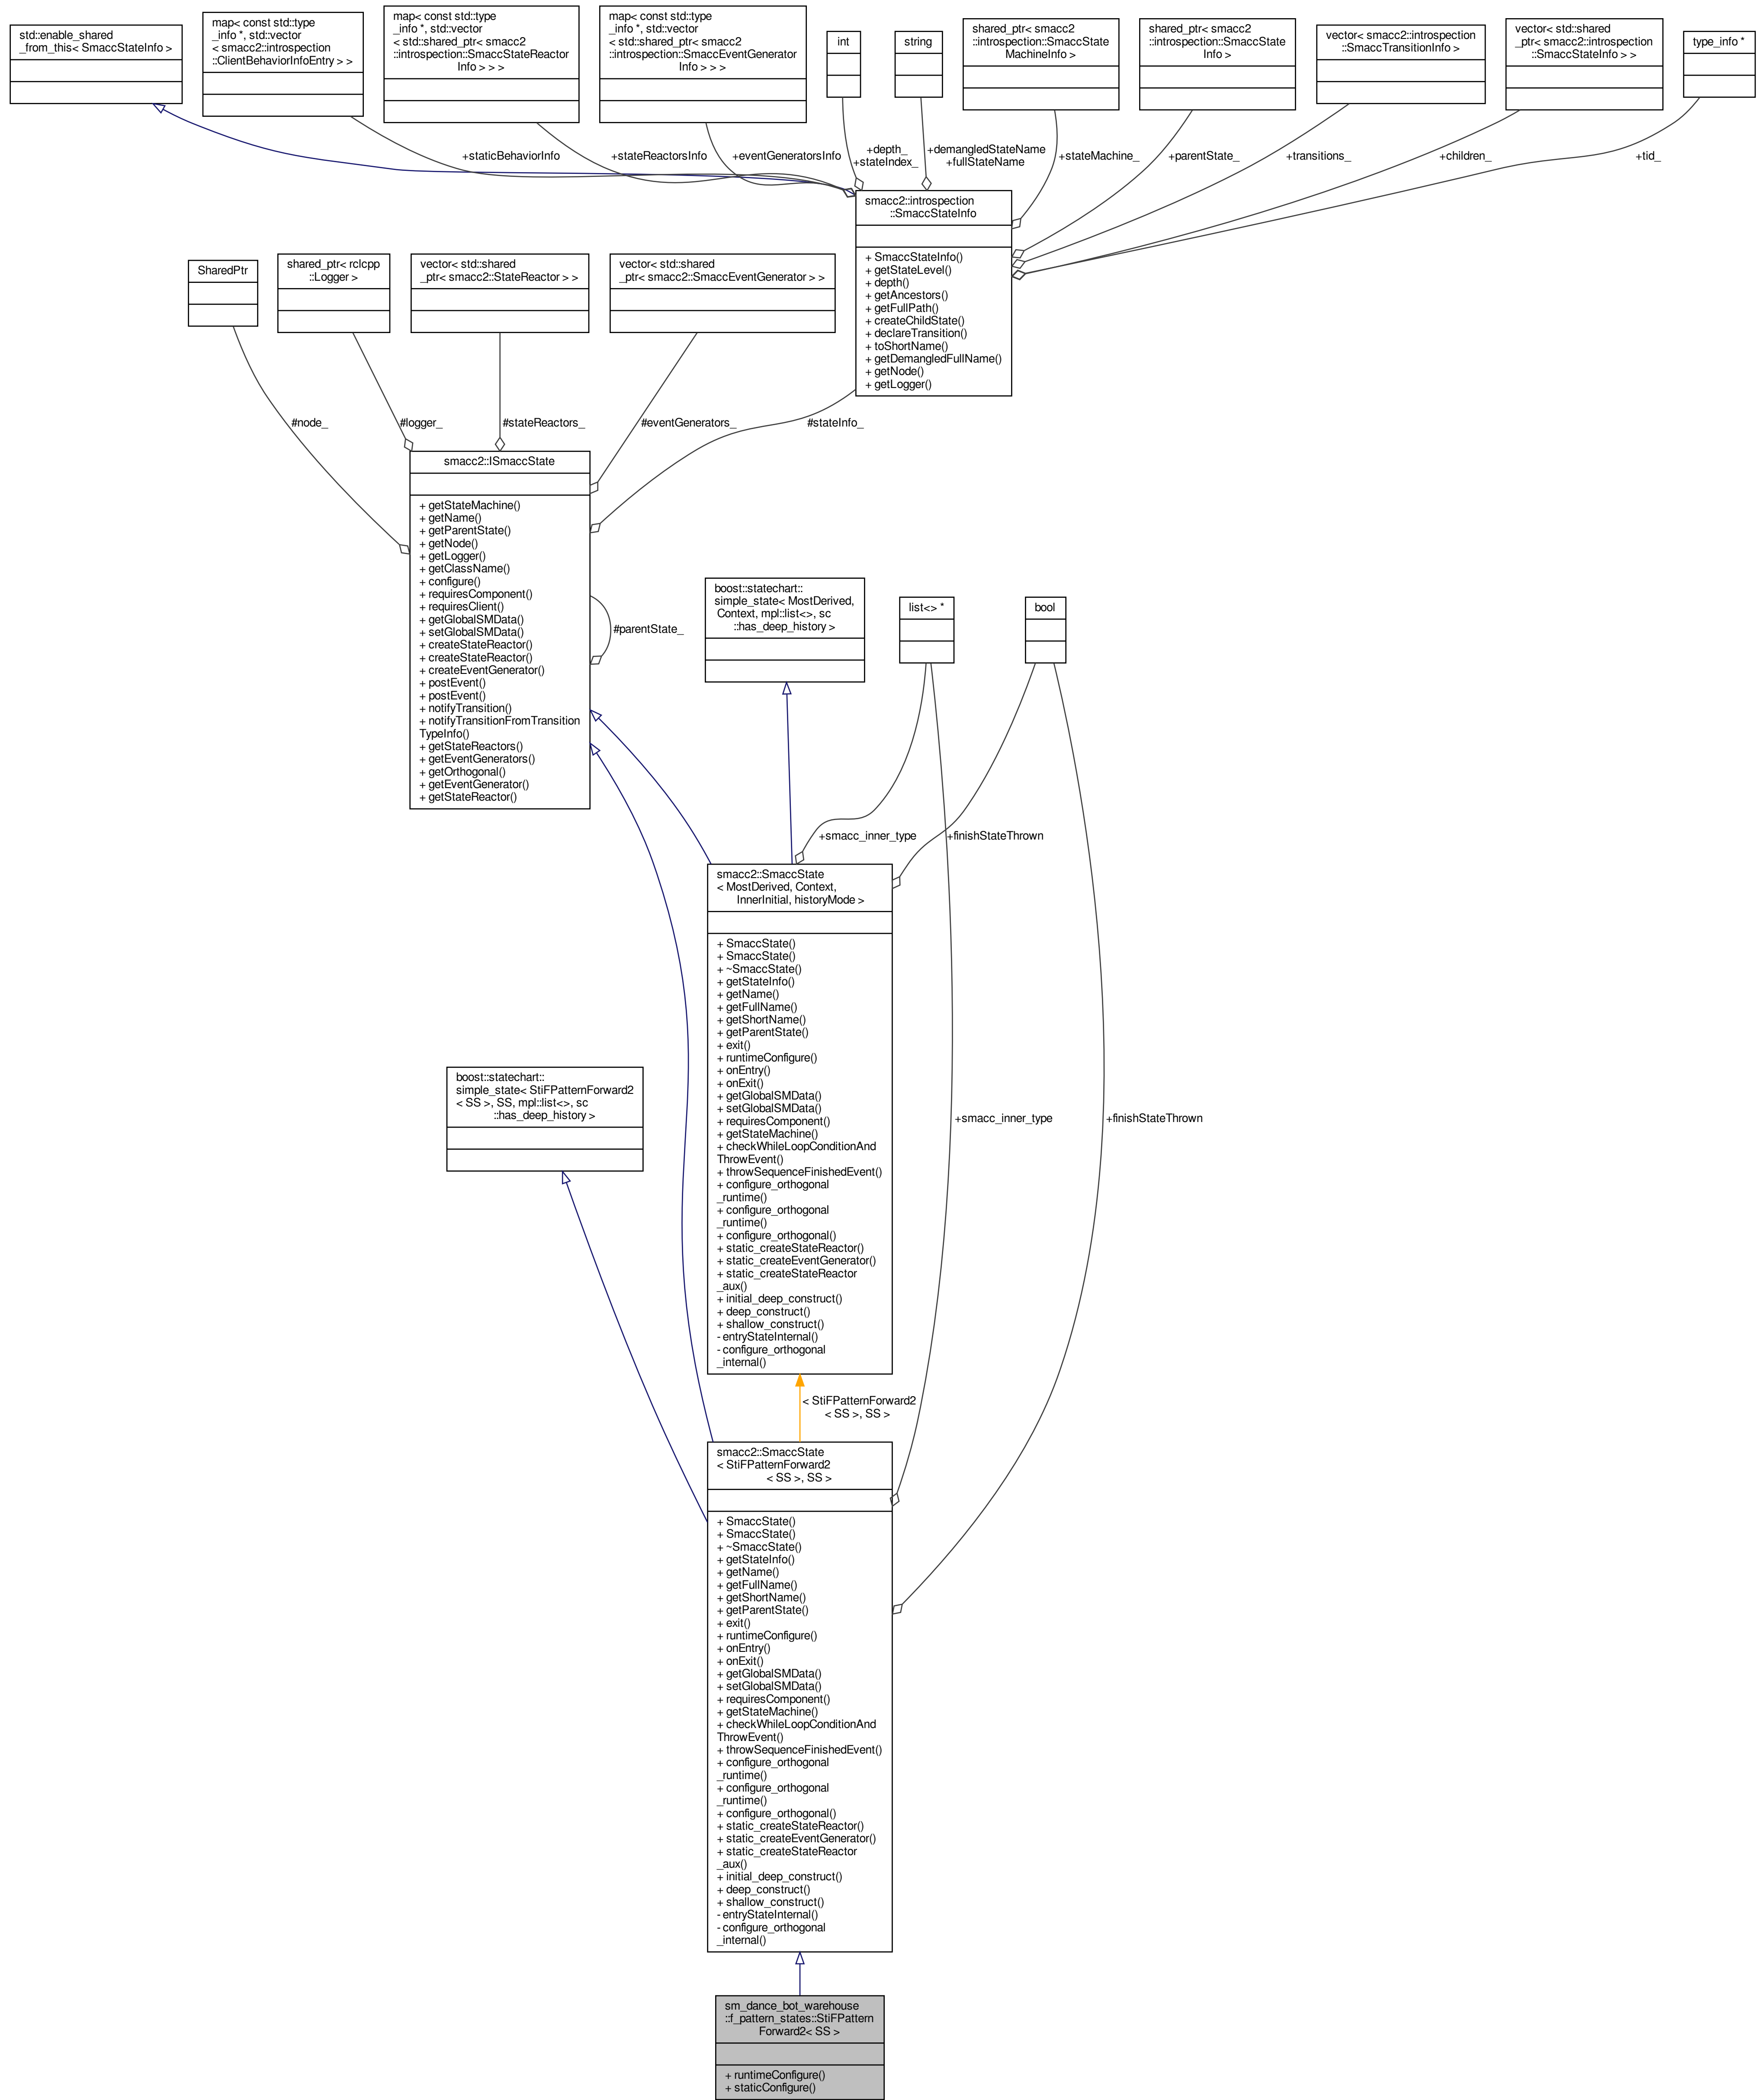 std::enable_shared
_from_this< SmaccStateInfo >
map< const std::type
_info *, std::vector
< smacc2::introspection
::ClientBehaviorInfoEntry > >
map< const std::type
_info *, std::vector
< std::shared_ptr< smacc2
::introspection::SmaccStateReactor
Info > > >
map< const std::type
_info *, std::vector
< std::shared_ptr< smacc2
::introspection::SmaccEventGenerator
Info > > >
int
string
shared_ptr< smacc2
::introspection::SmaccState
MachineInfo >
shared_ptr< smacc2
::introspection::SmaccState
Info >
vector< smacc2::introspection
::SmaccTransitionInfo >
vector< std::shared
_ptr< smacc2::introspection
::SmaccStateInfo > >
type_info *
+staticBehaviorInfo
+stateReactorsInfo
+eventGeneratorsInfo
+depth_
+stateIndex_
+demangledStateName
+fullStateName
+stateMachine_
+parentState_
+transitions_
+children_
+tid_
smacc2::introspection
::SmaccStateInfo
+ SmaccStateInfo()
+ getStateLevel()
+ depth()
+ getAncestors()
+ getFullPath()
+ createChildState()
+ declareTransition()
+ toShortName()
+ getDemangledFullName()
+ getNode()
+ getLogger()
SharedPtr
shared_ptr< rclcpp
::Logger >
vector< std::shared
_ptr< smacc2::StateReactor > >
vector< std::shared
_ptr< smacc2::SmaccEventGenerator > >
#node_
#logger_
#stateReactors_
#eventGenerators_
#stateInfo_
smacc2::ISmaccState
+ getStateMachine()
+ getName()
+ getParentState()
+ getNode()
+ getLogger()
+ getClassName()
+ configure()
+ requiresComponent()
+ requiresClient()
+ getGlobalSMData()
+ setGlobalSMData()
+ createStateReactor()
+ createStateReactor()
+ createEventGenerator()
+ postEvent()
+ postEvent()
+ notifyTransition()
+ notifyTransitionFromTransition
TypeInfo()
+ getStateReactors()
+ getEventGenerators()
+ getOrthogonal()
+ getEventGenerator()
+ getStateReactor()
#parentState_
boost::statechart::
simple_state< MostDerived,
Context, mpl::list<>, sc
::has_deep_history >
list<> *
bool
+smacc_inner_type
+finishStateThrown
smacc2::SmaccState
< MostDerived, Context,
InnerInitial, historyMode >
+ SmaccState()
+ SmaccState()
+ ~SmaccState()
+ getStateInfo()
+ getName()
+ getFullName()
+ getShortName()
+ getParentState()
+ exit()
+ runtimeConfigure()
+ onEntry()
+ onExit()
+ getGlobalSMData()
+ setGlobalSMData()
+ requiresComponent()
+ getStateMachine()
+ checkWhileLoopConditionAnd
ThrowEvent()
+ throwSequenceFinishedEvent()
+ configure_orthogonal
_runtime()
+ configure_orthogonal
_runtime()
+ configure_orthogonal()
+ static_createStateReactor()
+ static_createEventGenerator()
+ static_createStateReactor
_aux()
+ initial_deep_construct()
+ deep_construct()
+ shallow_construct()
- entryStateInternal()
- configure_orthogonal
_internal()
boost::statechart::
simple_state< StiFPatternForward2
< SS >, SS, mpl::list<>, sc
::has_deep_history >
+smacc_inner_type
+finishStateThrown
< StiFPatternForward2
< SS >, SS >
smacc2::SmaccState
< StiFPatternForward2
< SS >, SS >
+ SmaccState()
+ SmaccState()
+ ~SmaccState()
+ getStateInfo()
+ getName()
+ getFullName()
+ getShortName()
+ getParentState()
+ exit()
+ runtimeConfigure()
+ onEntry()
+ onExit()
+ getGlobalSMData()
+ setGlobalSMData()
+ requiresComponent()
+ getStateMachine()
+ checkWhileLoopConditionAnd
ThrowEvent()
+ throwSequenceFinishedEvent()
+ configure_orthogonal
_runtime()
+ configure_orthogonal
_runtime()
+ configure_orthogonal()
+ static_createStateReactor()
+ static_createEventGenerator()
+ static_createStateReactor
_aux()
+ initial_deep_construct()
+ deep_construct()
+ shallow_construct()
- entryStateInternal()
- configure_orthogonal
_internal()
sm_dance_bot_warehouse
::f_pattern_states::StiFPattern
Forward2< SS >
+ runtimeConfigure()
+ staticConfigure()